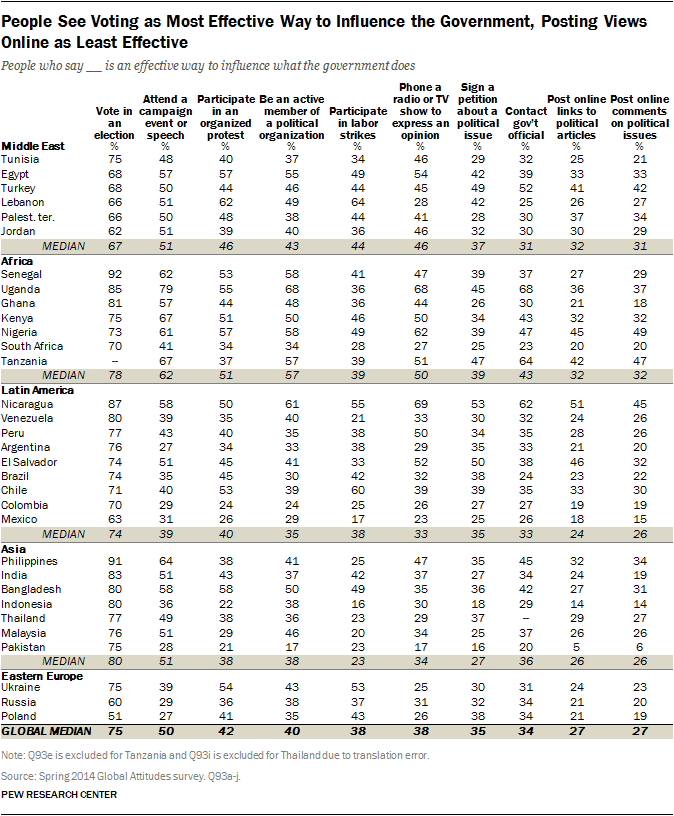 People See Voting as Most Effective Way to Influence the Government, Posting Views
Online as Least Effective
People who say __ is an effective way to influence what the government does
Vote in an election Attend a campaign event or speech Participate in an organized protest Be an active member of a political organization Participate in labor strikes Phone a radio or TV show to express an opinion Sign a petition about a political issue Contact gov't official Post online links to political articles Post online comments on political issues
Middle East % % % % % % % % % %
Tunisia 75 48 40 37 34 46 29 32 25 21
Egypt 68 57 57 55 49 54 42 39 33 33
Turkey 68 50 44 46 44 45 49 52 41 42
Lebanon 66 51 62 49 64 28 42 25 26 27
Palest. ter. 66 50 48 38 44 41 28 30 37 34
Jordan 62 51 39 40 36 46 32 30 30 29
MEDIAN 67 51 46 43 44 46 37 31 32 31
Africa
Senegal 92 62 53 58 41 47 39 37 27 29
Uganda 85 79 55 68 36 68 45 68 36 37
Ghana 81 57 44 48 36 44 26 30 21 18
Kenya 75 67 51 50 46 50 34 43 32 32
Nigeria 73 61 57 58 49 62 39 47 45 49
South Africa 70 41 34 34 28 27 25 23 20 20
Tanzania -- 67 37 57 39 51 47 64 42 47
MEDIAN 78 62 51 57 39 50 39 43 32 32
Latin America
Nicaragua 87 58 50 61 55 69 53 62 51 45
Venezuela 80 39 35 40 21 33 30 32 24 26
Peru 77 43 40 35 38 50 34 35 28 26
Argentina 76 27 34 33 38 29 35 33 21 20
El Salvador 74 51 45 41 33 52 50 38 46 32
Brazil 74 35 45 30 42 32 38 24 23 22
Chile 71 40 53 39 60 39 39 35 33 30
Colombia 70 29 24 24 25 26 27 27 19 19
Mexico 63 31 26 29 17 23 25 26 18 15
MEDIAN 74 39 40 35 38 33 35 33 24 26
Asia
Philippines 91 64 38 41 25 47 35 45 32 34
India 83 51 43 37 42 37 27 34 24 19
Bangladesh 80 58 58 50 49 35 36 42 27 31
Indonesia 80 36 22 38 16 30 18 29 14 14
Thailand 77 49 38 36 23 29 37 -- 29 27
Malaysia 76 51 29 46 20 34 25 37 26 26
Pakistan 75 28 21 17 23 17 16 20 5 6
MEDIAN 80 51 38 38 23 34 27 36 26 26
Eastern Europe
Ukraine 75 39 54 43 53 25 30 31 24 23
Russia 60 29 36 38 37 31 32 34 21 20
Poland 51 27 41 35 43 26 38 34 21 19
GLOBAL MEDIAN 75 50 42 40 38 38 35 34 27 27
Note: Q93e is excluded for Tanzania and Q93i is excluded for Thailand due to translation error.
Source: Spring 2014 Global Attitudes survey. Q93a-j.
PEW RESEARCH CENTER